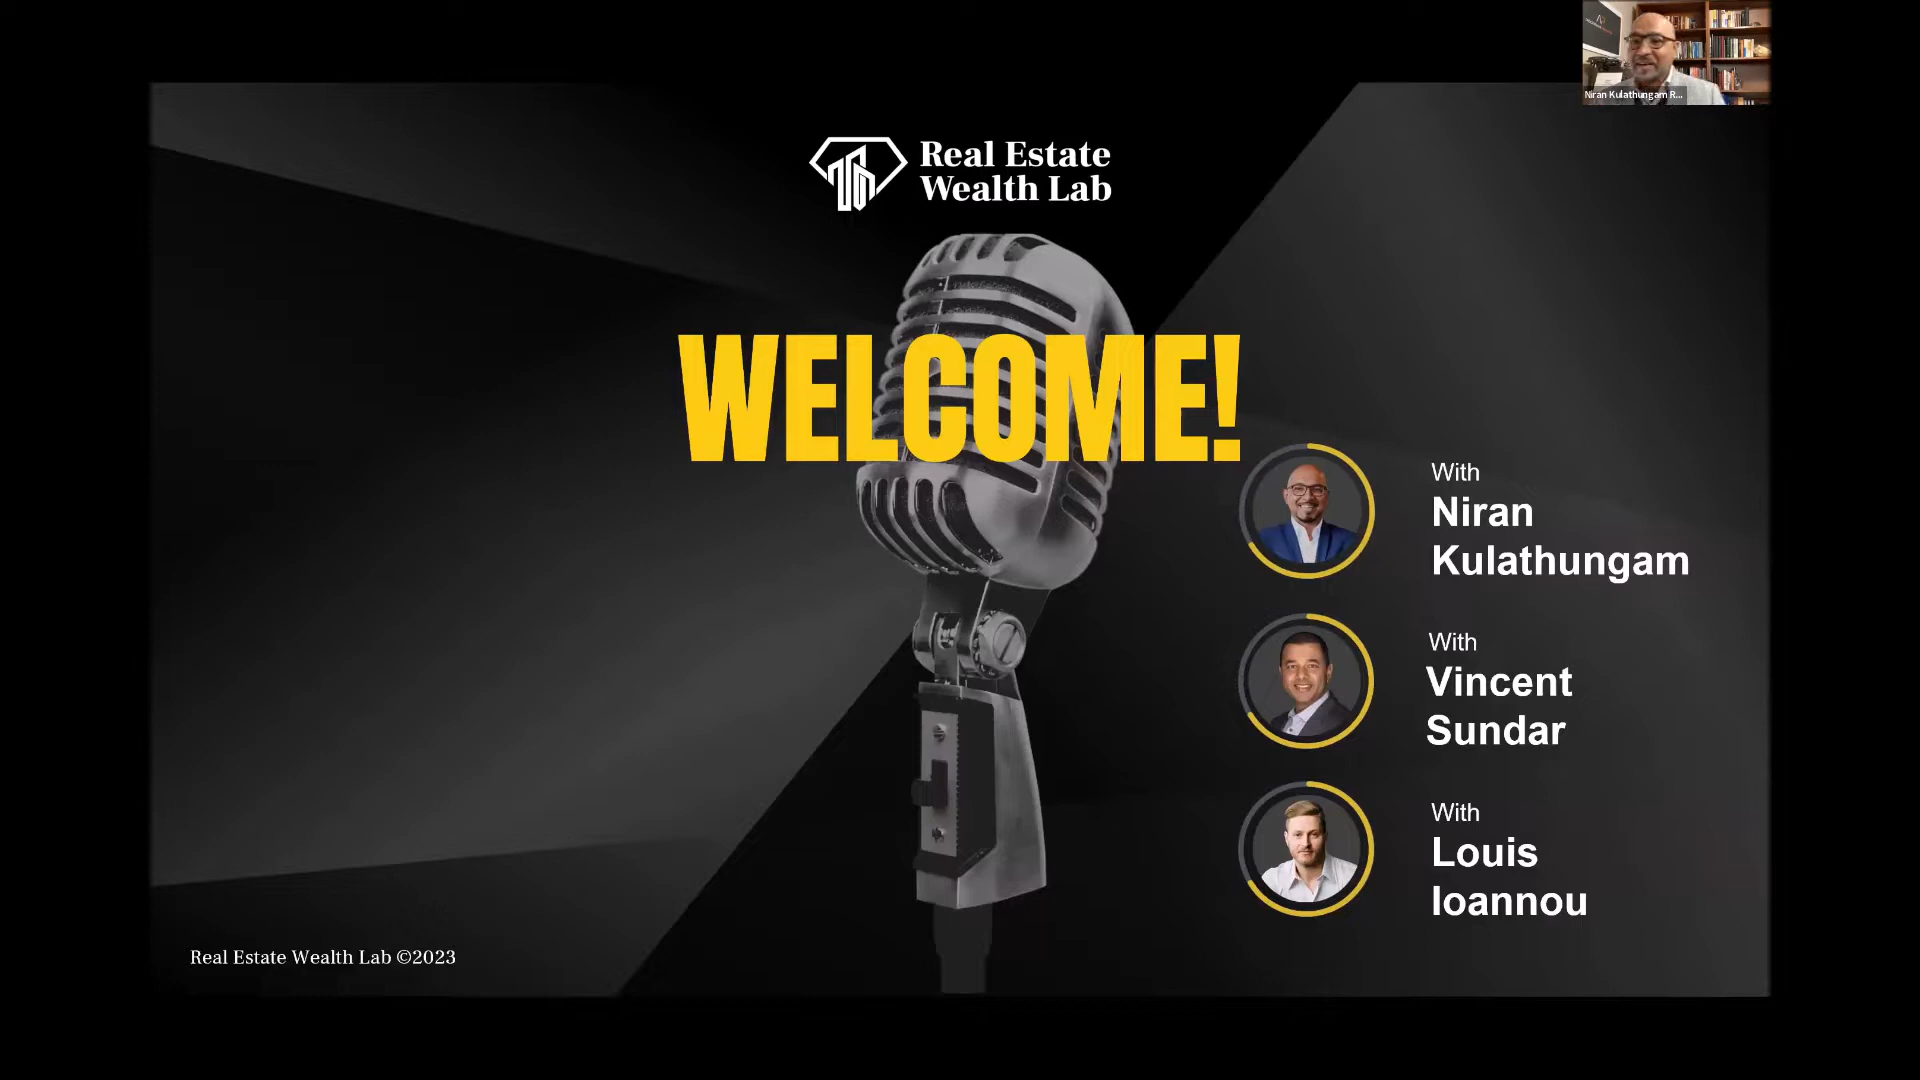 Niran Kulathungam R...
Real Estate
Wealth Lab
WELCOME!
With
Niran
Kulathungam
With
Vincent
Sundar
With
Louis
Ioannou
Real Estate Wealth Lab ©2023